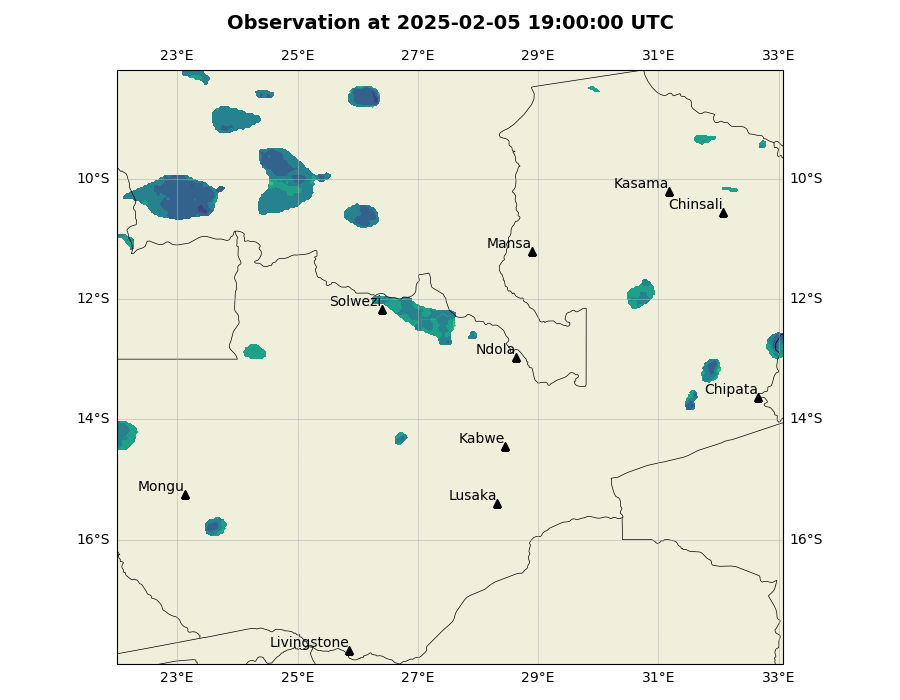 Observation at 2025-02-05 19:00:00 UTC
23°E 25°E 27°E 29°E 31°E 33°E
10°S 10°S
Kasama
Chinsali
Mansa
12°S 12°S
Solwezi
Ndola
Chipata
14°S 14°S
Kabwe
Mongu
Lusaka
16°S 16°S
Livingstone
23°E 25°E 27°E 29°E 31°E 33°E